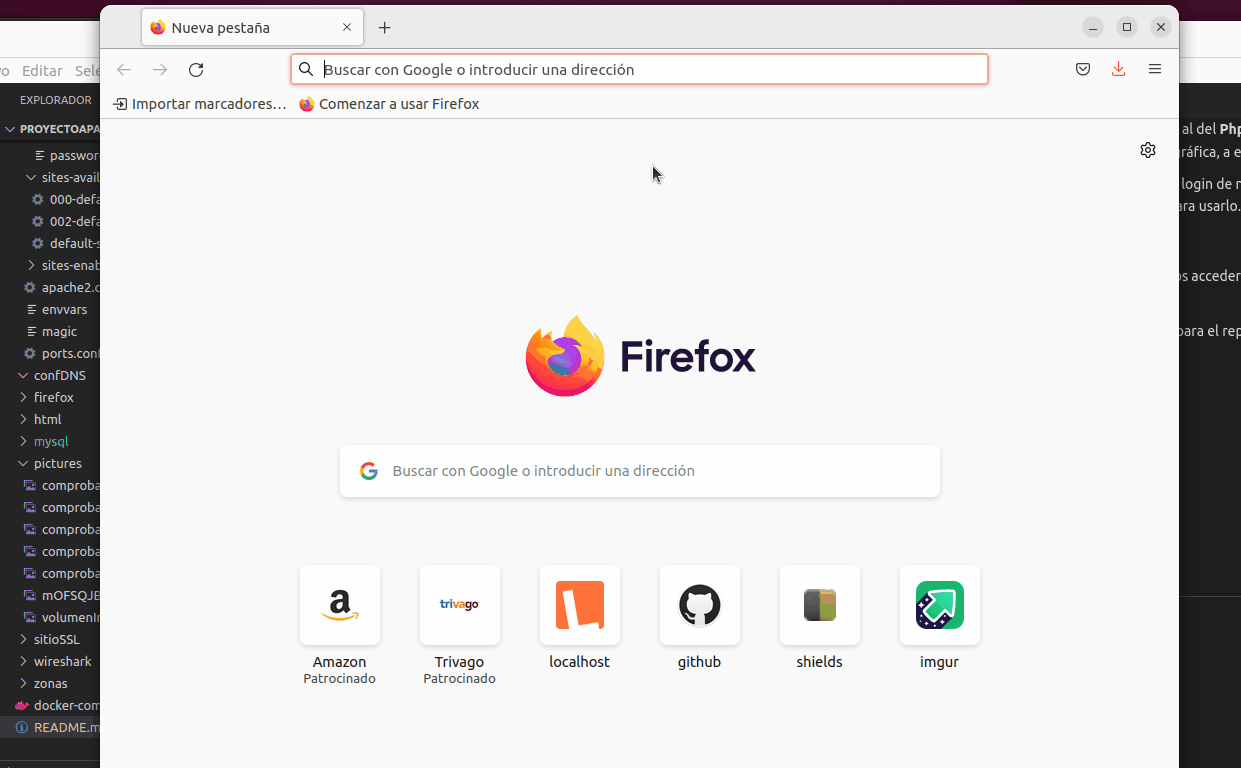 Nueva pestaña
Buscar con Google o introducir una dirección
Importar marcadores…
Comenzar a usar Firefox
vo Editar Sele
EXPLORADOR
PROYECTOAPA
password
sites-avail
000-defa
002-defa
default-s
sites-enab
apache2.c
envvars
magic
ports.conf
confDNS
firefox
html
mysql
pictures
comproba
comproba
comproba
comproba
comproba
mOFSQJB
volumenIn
sitioSSL
wireshark
zonas
docker-com
README.m
Firefox
Buscar con Google o introducir una dirección
a
trivago
Amazon
Patrocinado
Trivago
Patrocinado
localhost
github
shields
imgur
al del Php
gráfica, a e
login de m
ara usarlo.
os acceder
para el rep